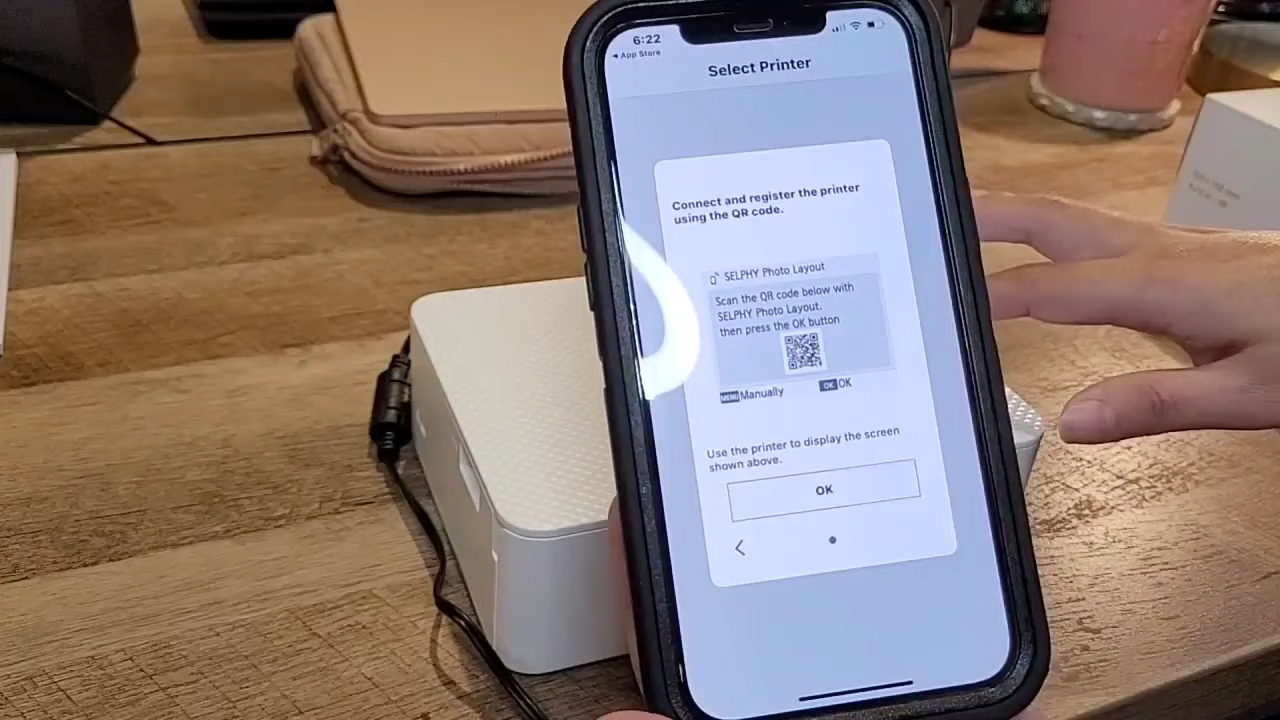 6:22
◂ App Store
Select Printer
Connect and register the printer
using the QR code.
SELPHY Photo Layout
Scan the QR code below with
SELPHY Photo Layout.
then press the OK button
MENU Manually
OK OK
Use the printer to display the screen
shown above.
OK